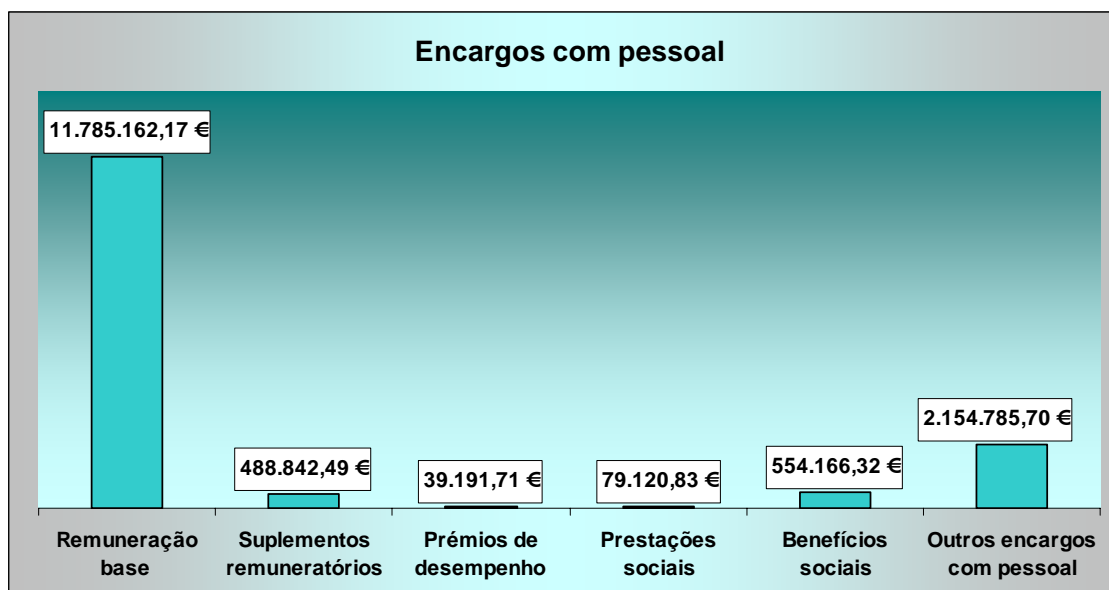 Encargos com pessoal
11.785.162,17 €
488.842,49 €
39.191,71 €
79.120,83 €
554.166,32 €
2.154.785,70 €
Remuneração
base
Suplementos
remuneratórios
Prémios de
desempenho
Prestações
sociais
Benefícios
sociais
Outros encargos
com pessoal